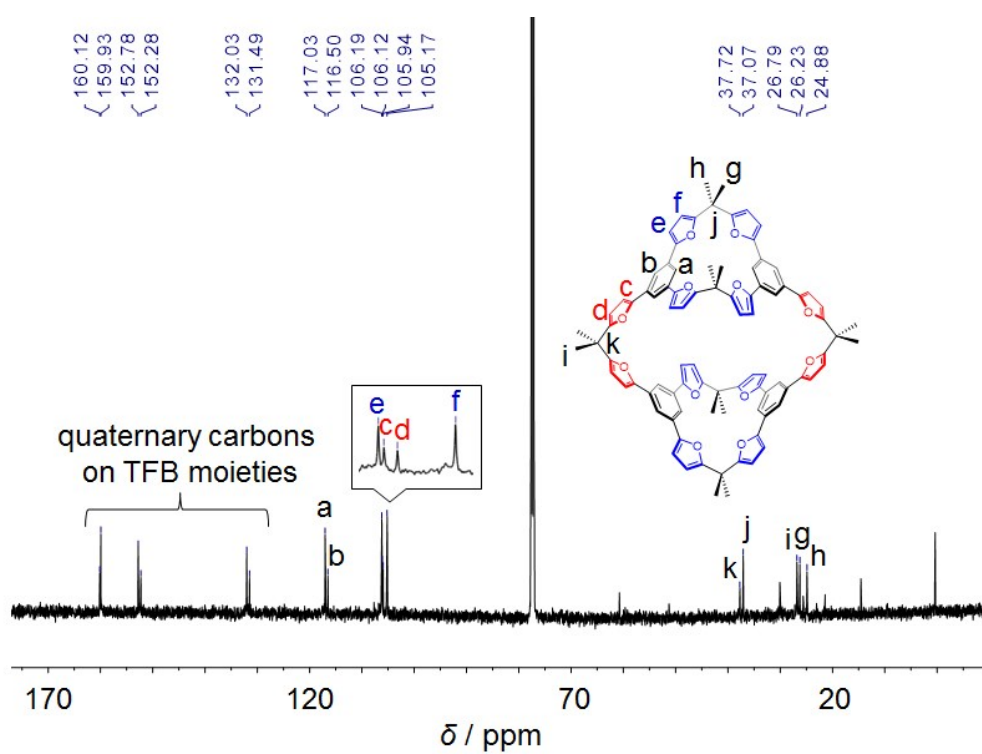 160.12
159.93
152.78
152.28
132.03
131.49
117.03
116.50
106.19
106.12
105.94
105.17
37.72
37.07
26.79
26.23
24.88
h
g
f
j
e
O
O
b
a
c
O
O
d
O
O
i
k
O
O
O
O
O
O
e
c
d
f
quaternary carbons
on TFB moieties
a
b
k
j
i
g
h
170
120
70
20
δ / ppm